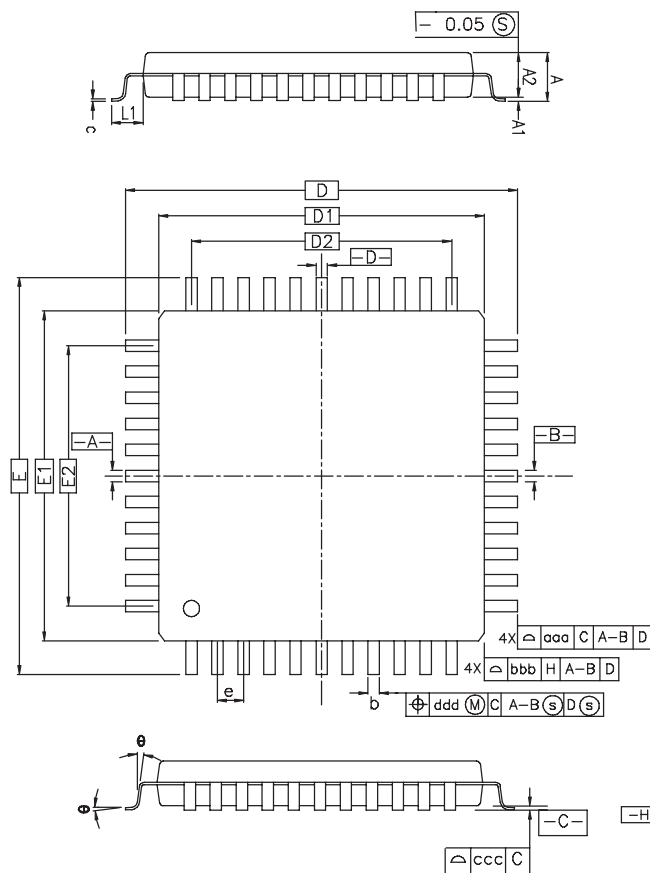 − 0.05 Ⓢ
A2
A
A1
c
L1
D
D1
D2
−D−
−A−
−B−
E
E1
E2
4X ⌓ aaa C A−B D
4X ⌓ bbb H A−B D
e
b
⌖ ddd Ⓜ C A−B ⓢ D ⓢ
θ
θ
−C−
−H
⌓ ccc C